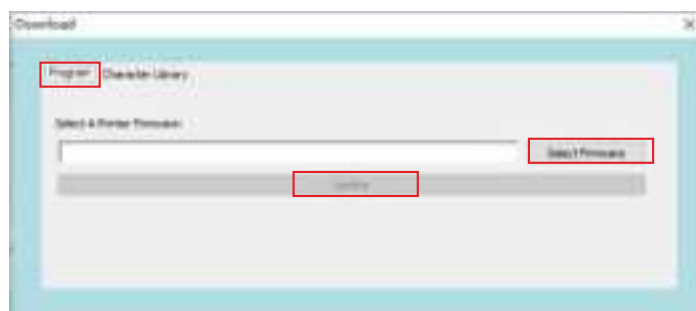 Download
Program Character Library
Select A Printer Firmware:
Select Firmware